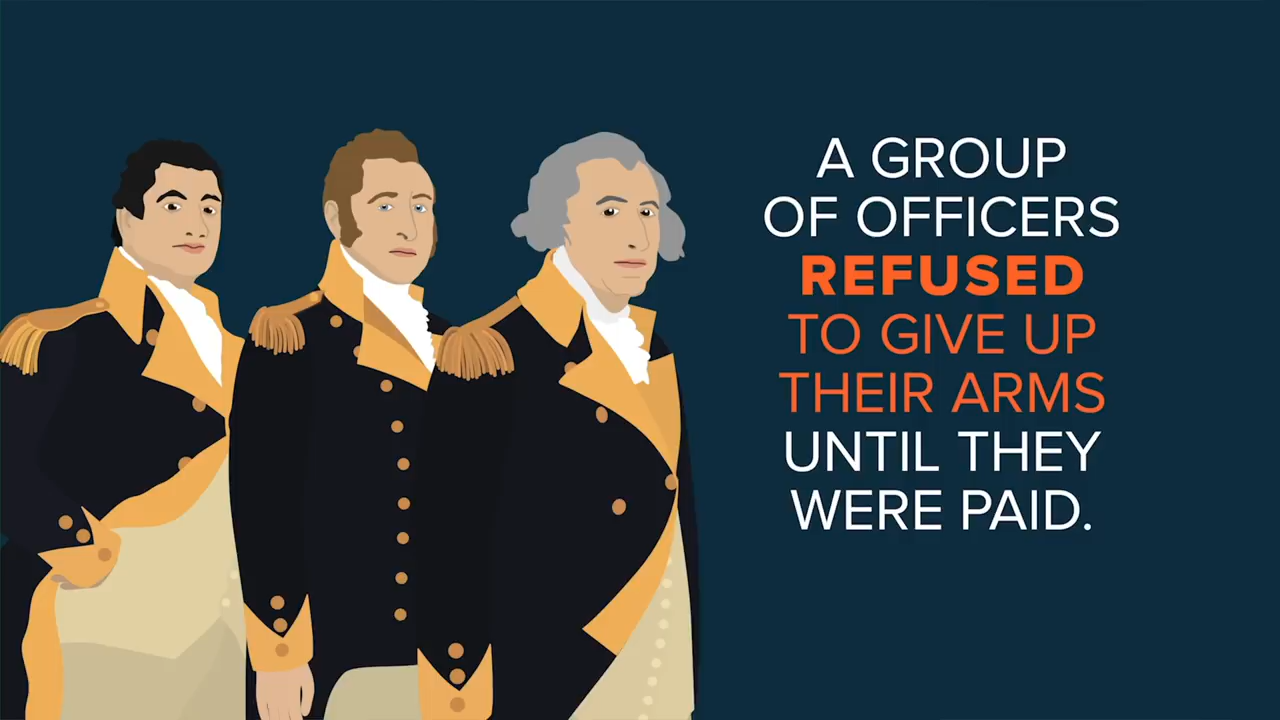 A GROUP
OF OFFICERS
REFUSED
TO GIVE UP
THEIR ARMS
UNTIL THEY
WERE PAID.